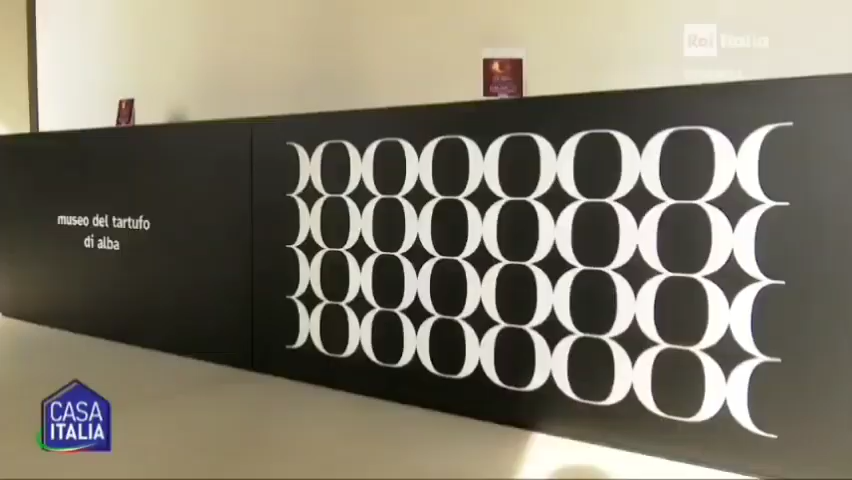 Rai Italia
museo del tartufo
di alba
CASA
ITALIA